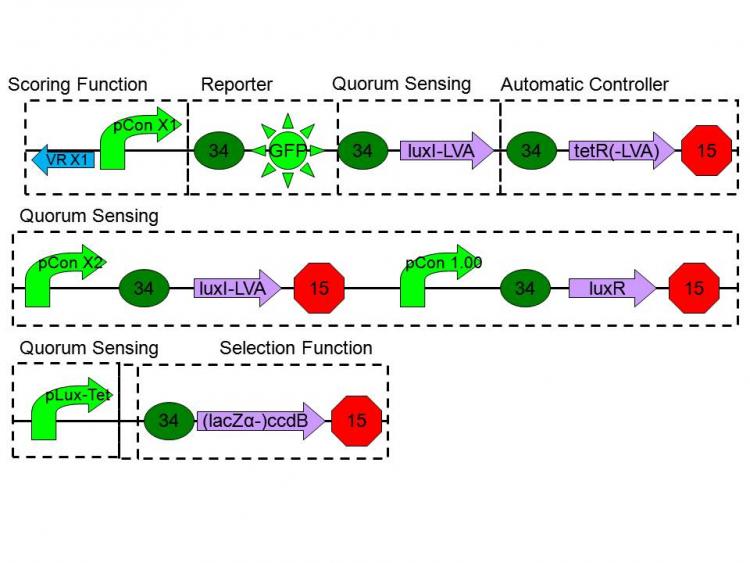 Scoring Function Reporter Quorum Sensing Automatic Controller
pCon X1
VR X1 34 GFP 34 luxI-LVA 34 tetR(-LVA) 15
Quorum Sensing
pCon X2 pCon 1.00
34 luxI-LVA 15 34 luxR 15
Quorum Sensing Selection Function
pLux-Tet
34 (lacZα-)ccdB 15